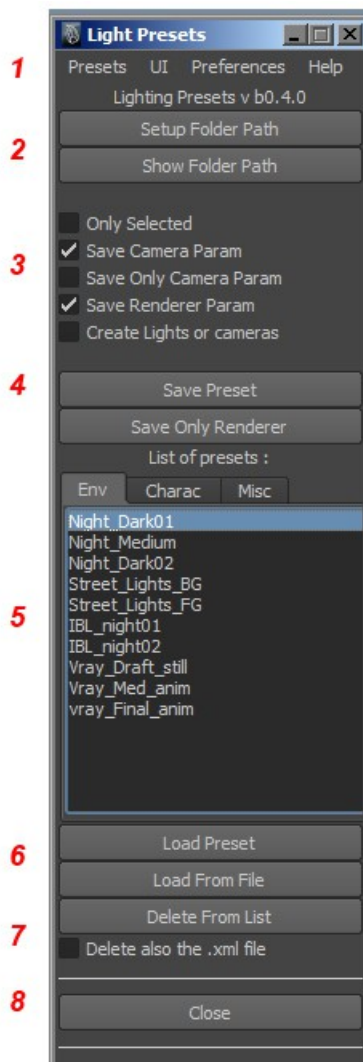 Light Presets
1
Presets UI Preferences Help
Lighting Presets v b0.4.0
2
Setup Folder Path
Show Folder Path
3
Only Selected
Save Camera Param
Save Only Camera Param
Save Renderer Param
Create Lights or cameras
4
Save Preset
Save Only Renderer
List of presets :
Env Charac Misc
5
Night_Dark01
Night_Medium
Night_Dark02
Street_Lights_BG
Street_Lights_FG
IBL_night01
IBL_night02
Vray_Draft_still
Vray_Med_anim
vray_Final_anim
6
Load Preset
Load From File
7
Delete From List
Delete also the .xml file
8
Close